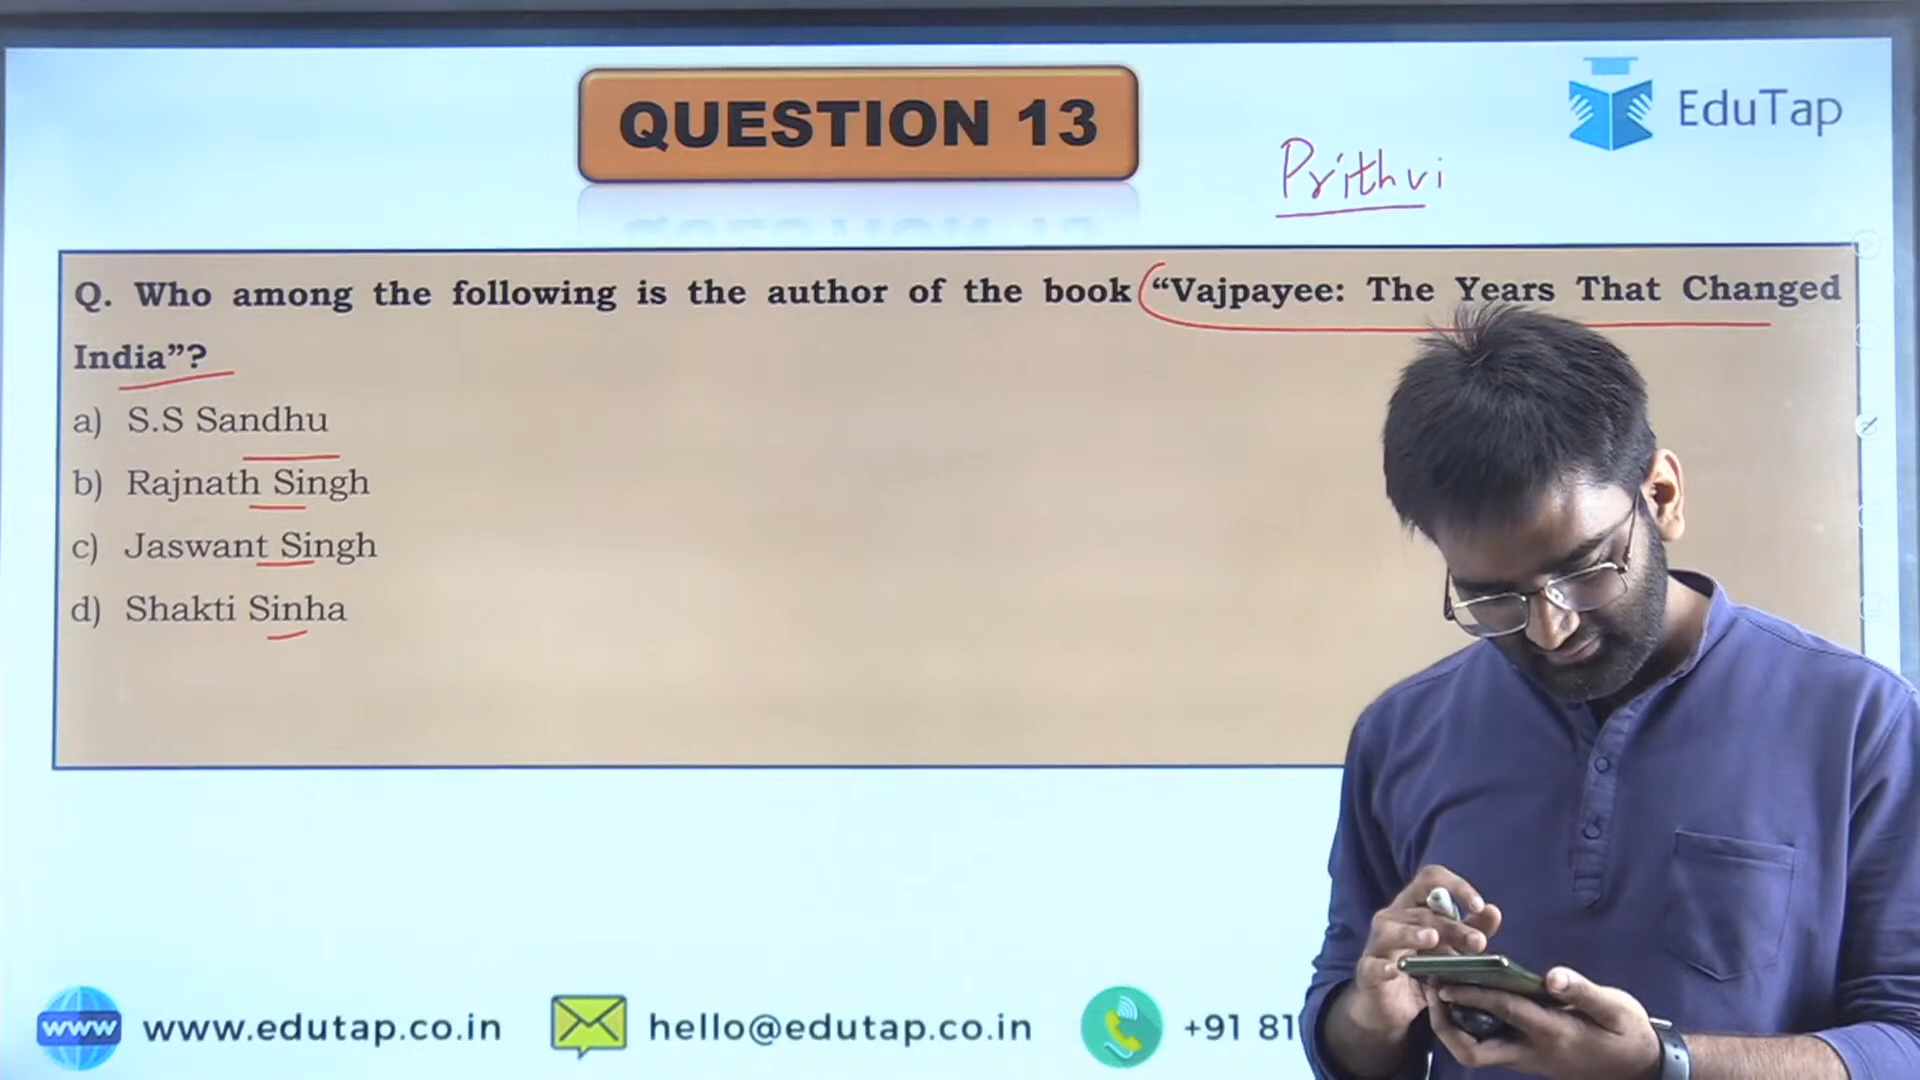 QUESTION 13
EduTap
Prithvi
Q. Who among the following is the author of the book “Vajpayee: The Years That Changed
India”?
a) S.S Sandhu
b) Rajnath Singh
c) Jaswant Singh
d) Shakti Sinha
www
www.edutap.co.in
hello@edutap.co.in
+91 81